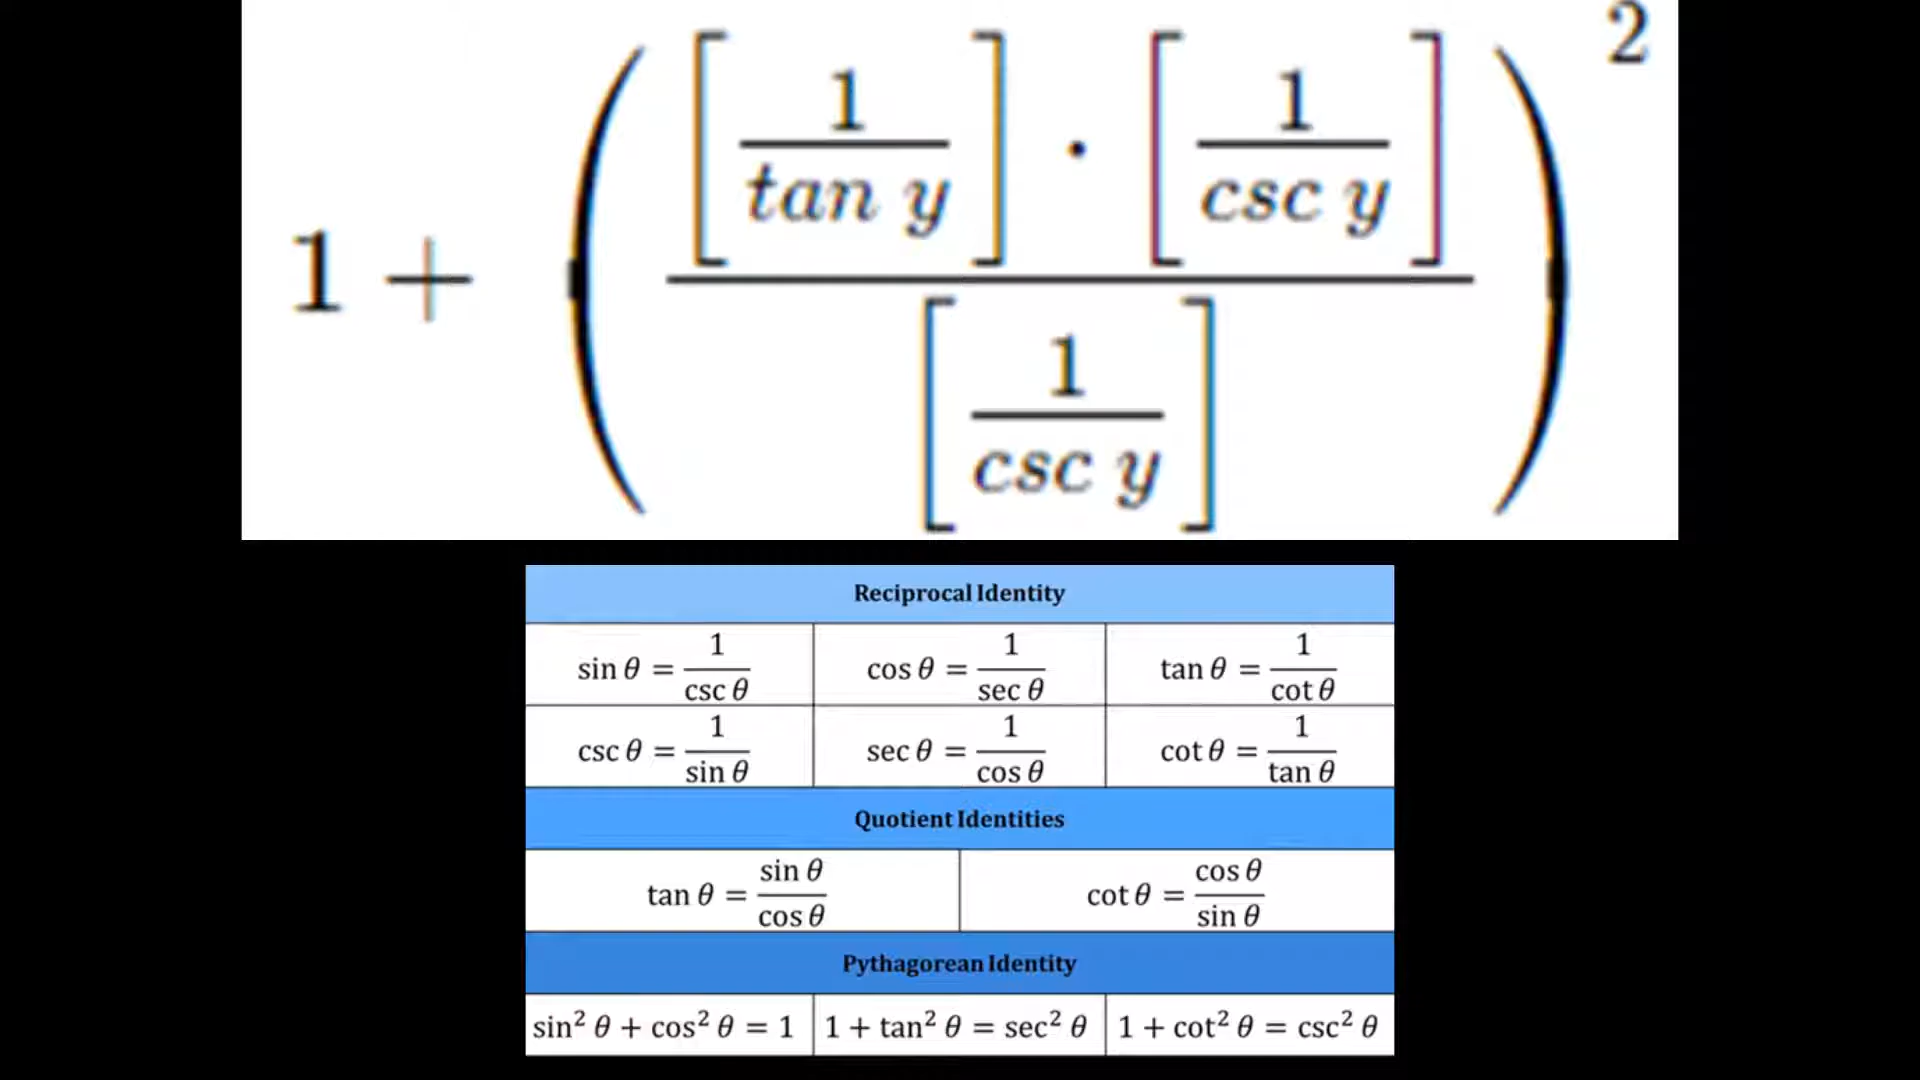 1 + ( [ 1 / tan y ] · [ 1 / csc y ] / [ 1 / csc y ] ) ²
Reciprocal Identity
sin θ = 1 / csc θ
cos θ = 1 / sec θ
tan θ = 1 / cot θ
csc θ = 1 / sin θ
sec θ = 1 / cos θ
cot θ = 1 / tan θ
Quotient Identities
tan θ = sin θ / cos θ
cot θ = cos θ / sin θ
Pythagorean Identity
sin² θ + cos² θ = 1
1 + tan² θ = sec² θ
1 + cot² θ = csc² θ